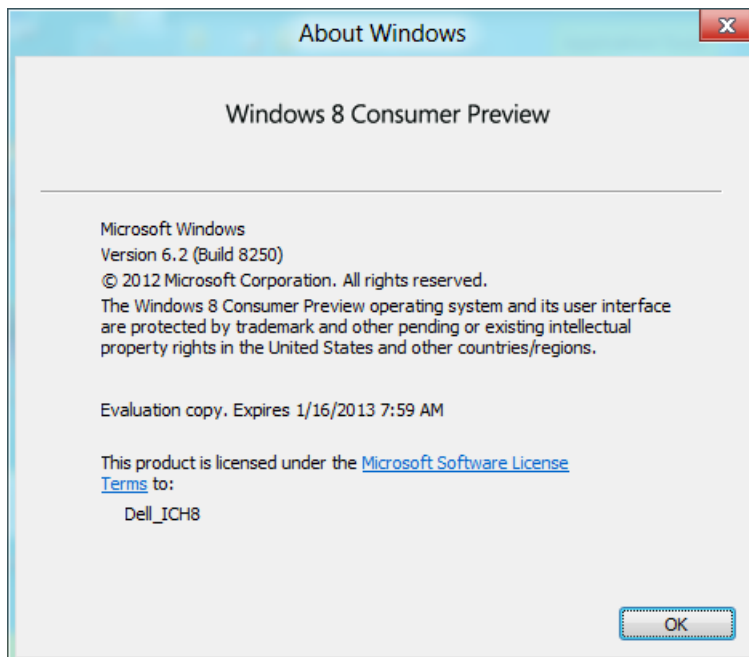 About Windows
x
Windows 8 Consumer Preview
Microsoft Windows
Version 6.2 (Build 8250)
© 2012 Microsoft Corporation. All rights reserved.
The Windows 8 Consumer Preview operating system and its user interface
are protected by trademark and other pending or existing intellectual
property rights in the United States and other countries/regions.
Evaluation copy. Expires 1/16/2013 7:59 AM
This product is licensed under the Microsoft Software License
Terms to:
Dell_ICH8
OK